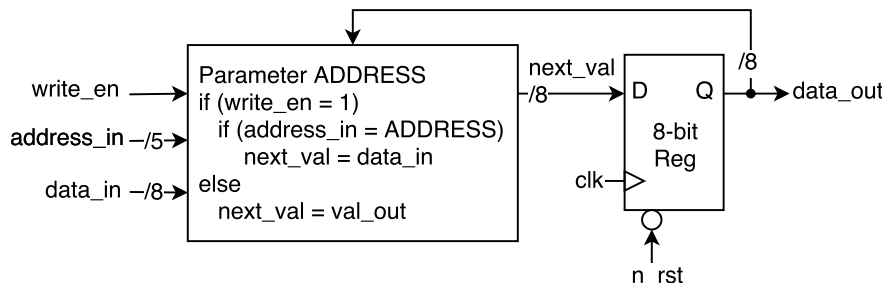 write_en
address_in
/5
data_in
/8
Parameter ADDRESS
if (write_en = 1)
if (address_in = ADDRESS)
next_val = data_in
else
next_val = val_out
next_val
/8
D
Q
8-bit
Reg
clk
n_rst
/8
data_out